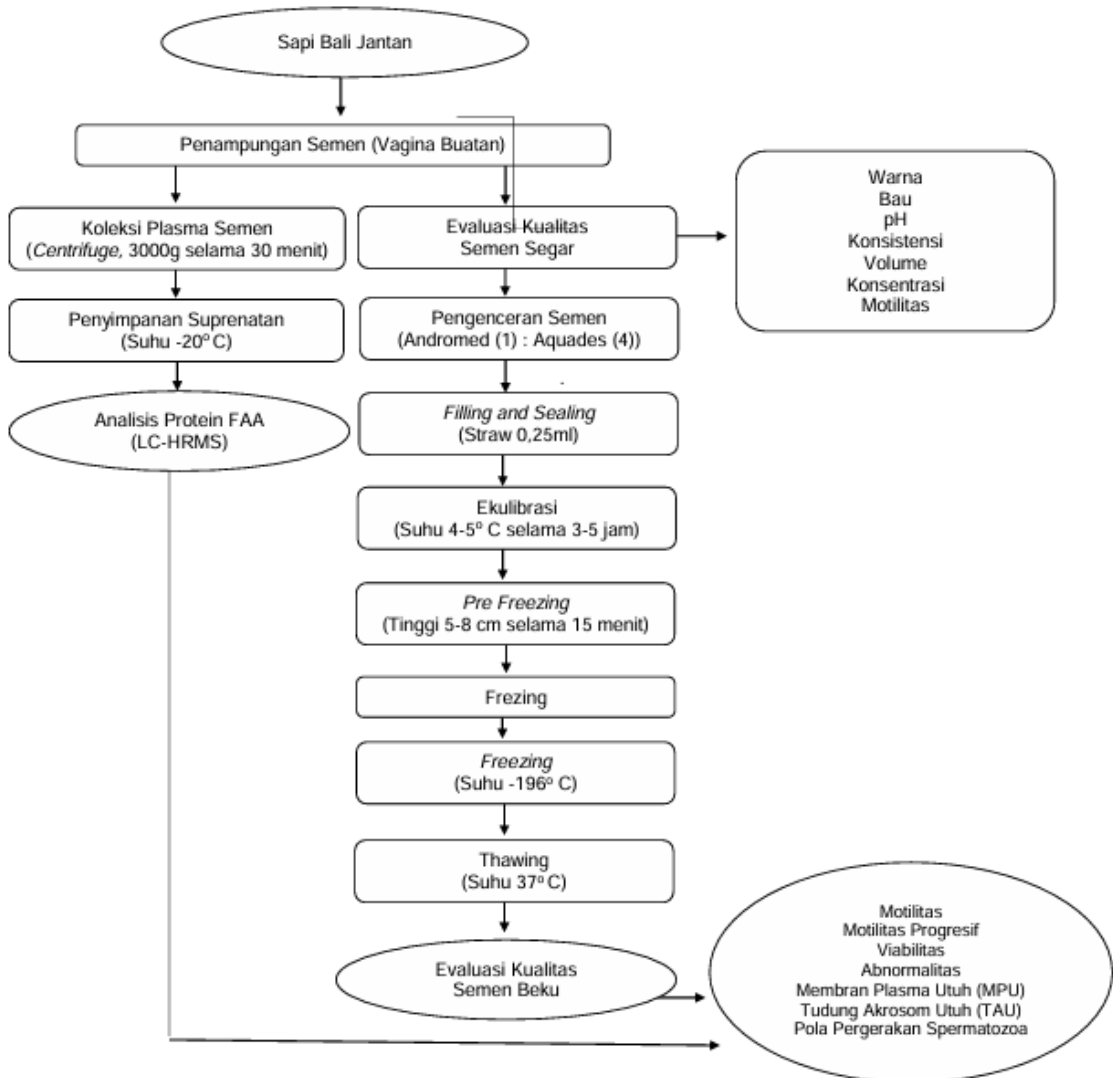 Sapi Bali Jantan
Penampungan Semen (Vagina Buatan)
Koleksi Plasma Semen
(Centrifuge, 3000g selama 30 menit)
Penyimpanan Suprenatan
(Suhu -20º C)
Analisis Protein FAA
(LC-HRMS)
Evaluasi Kualitas
Semen Segar
Warna
Bau
pH
Konsistensi
Volume
Konsentrasi
Motilitas
Pengenceran Semen
(Andromed (1) : Aquades (4))
Filling and Sealing
(Straw 0,25ml)
Ekulibrasi
(Suhu 4-5º C selama 3-5 jam)
Pre Freezing
(Tinggi 5-8 cm selama 15 menit)
Frezing
Freezing
(Suhu -196º C)
Thawing
(Suhu 37º C)
Evaluasi Kualitas
Semen Beku
Motilitas
Motilitas Progresif
Viabilitas
Abnormalitas
Membran Plasma Utuh (MPU)
Tudung Akrosom Utuh (TAU)
Pola Pergerakan Spermatozoa